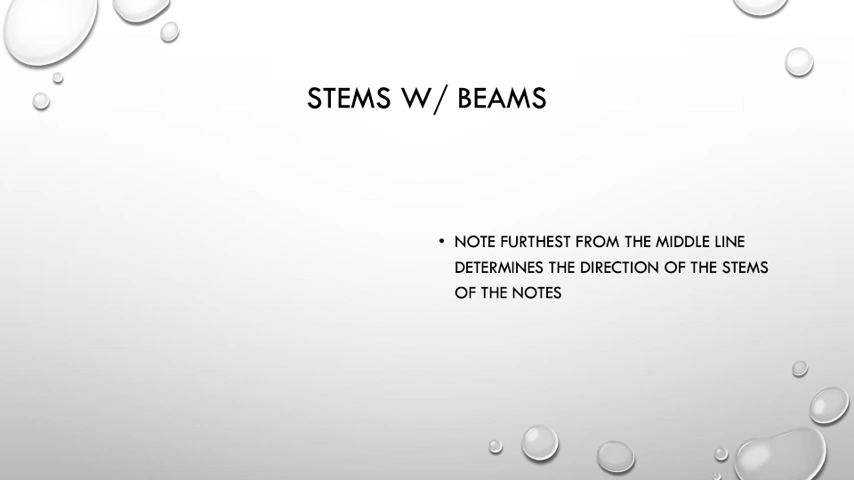 STEMS W/ BEAMS
• NOTE FURTHEST FROM THE MIDDLE LINE
DETERMINES THE DIRECTION OF THE STEMS
OF THE NOTES